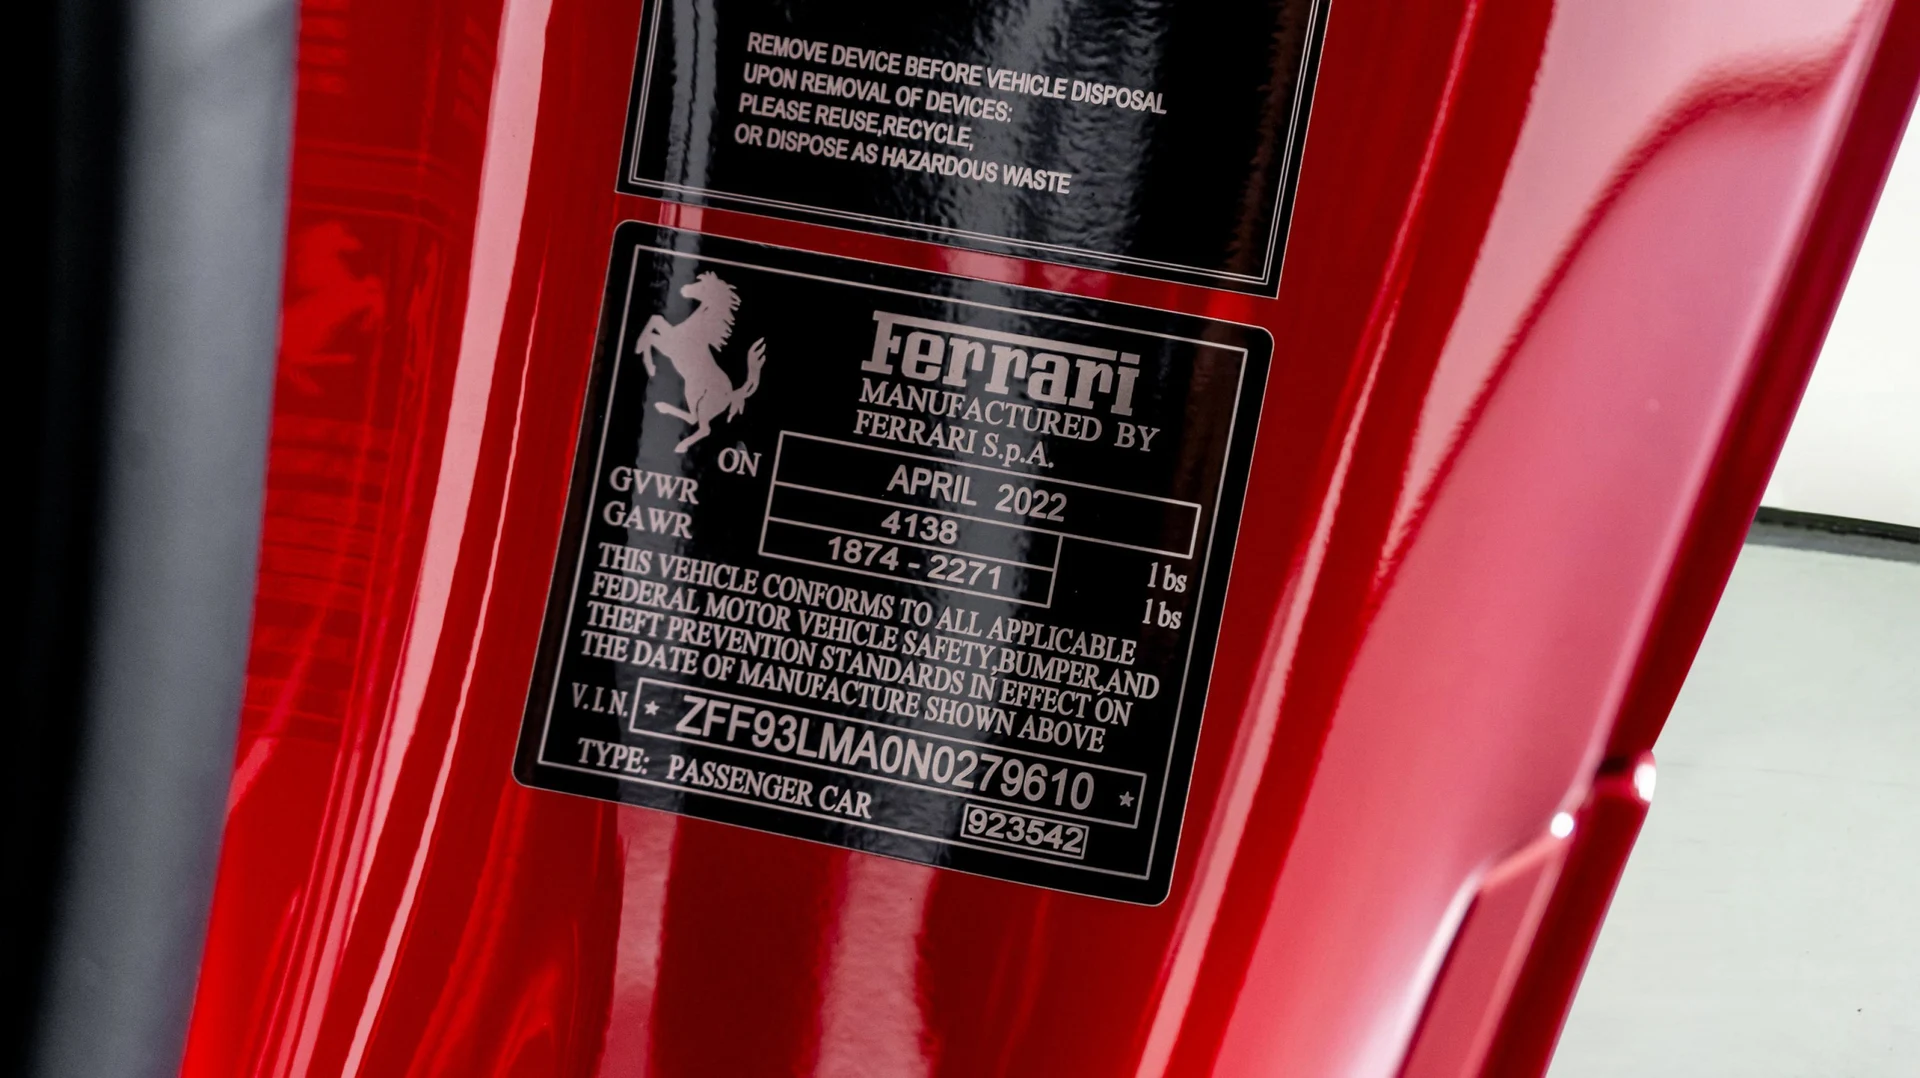 REMOVE DEVICE BEFORE VEHICLE DISPOSAL
UPON REMOVAL OF DEVICES:
PLEASE REUSE,RECYCLE,
OR DISPOSE AS HAZARDOUS WASTE
Ferrari
MANUFACTURED BY
FERRARI S.p.A.
ON APRIL 2022
GVWR 4138 lbs
GAWR 1874 - 2271 lbs
THIS VEHICLE CONFORMS TO ALL APPLICABLE
FEDERAL MOTOR VEHICLE SAFETY,BUMPER,AND
THEFT PREVENTION STANDARDS IN EFFECT ON
THE DATE OF MANUFACTURE SHOWN ABOVE
V.I.N. * ZFF93LMA0N0279610 *
TYPE: PASSENGER CAR 923542